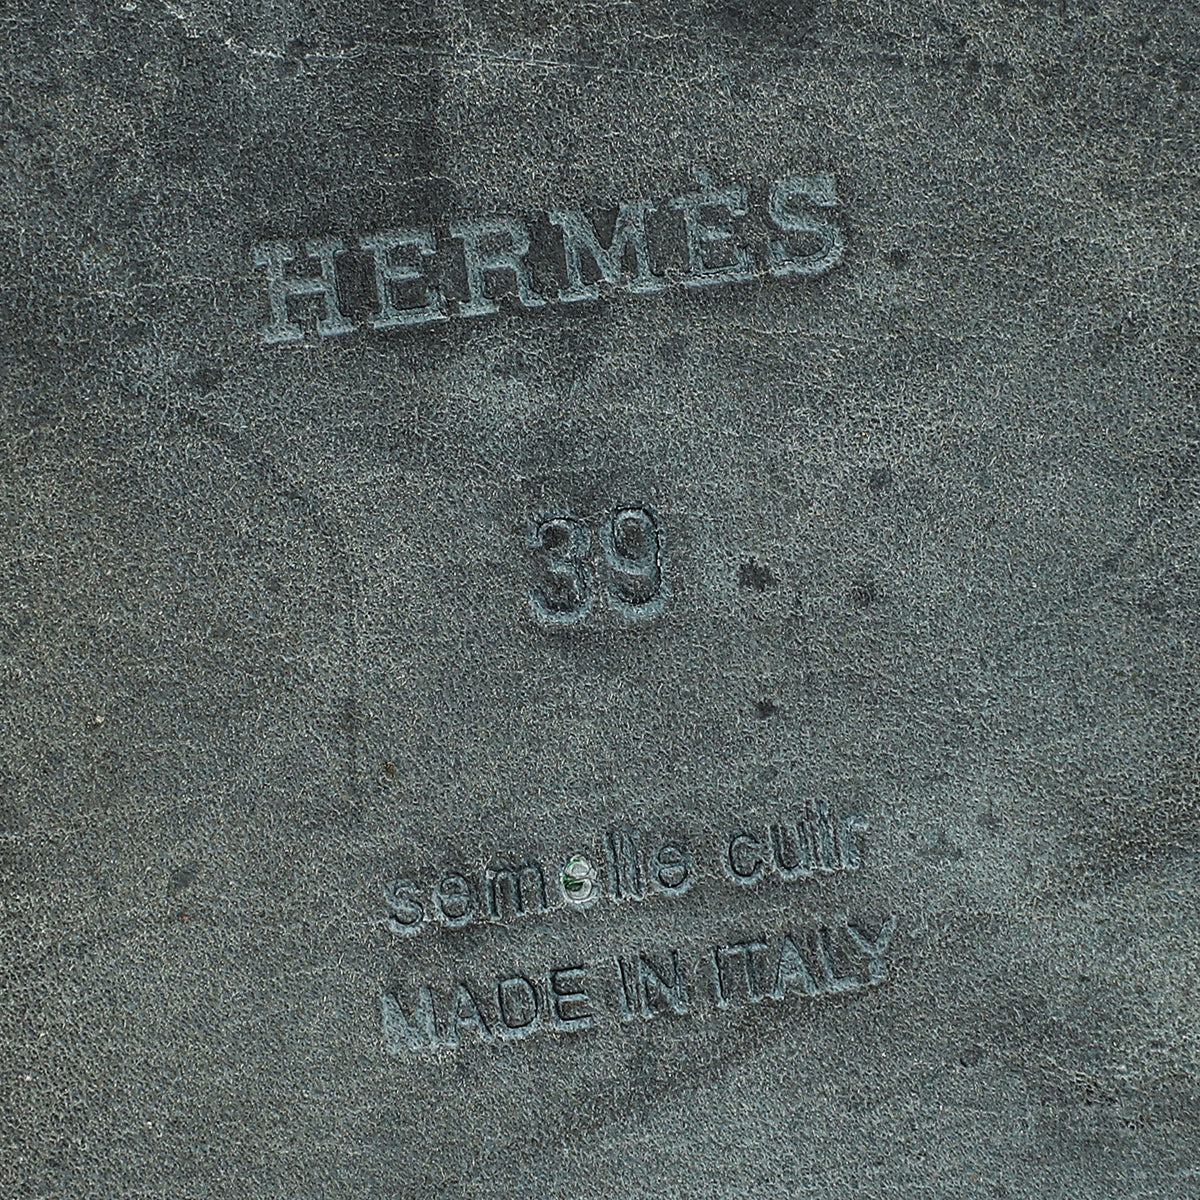 HERMÈS
39
semelle cuir
MADE IN ITALY